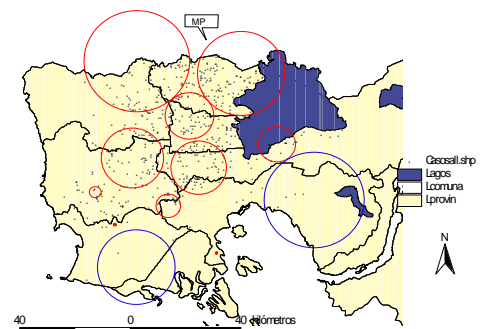 MP
Casosall.shp
Lagos
Lcomuna
Lprovin
N
40 0 40 kilómetros